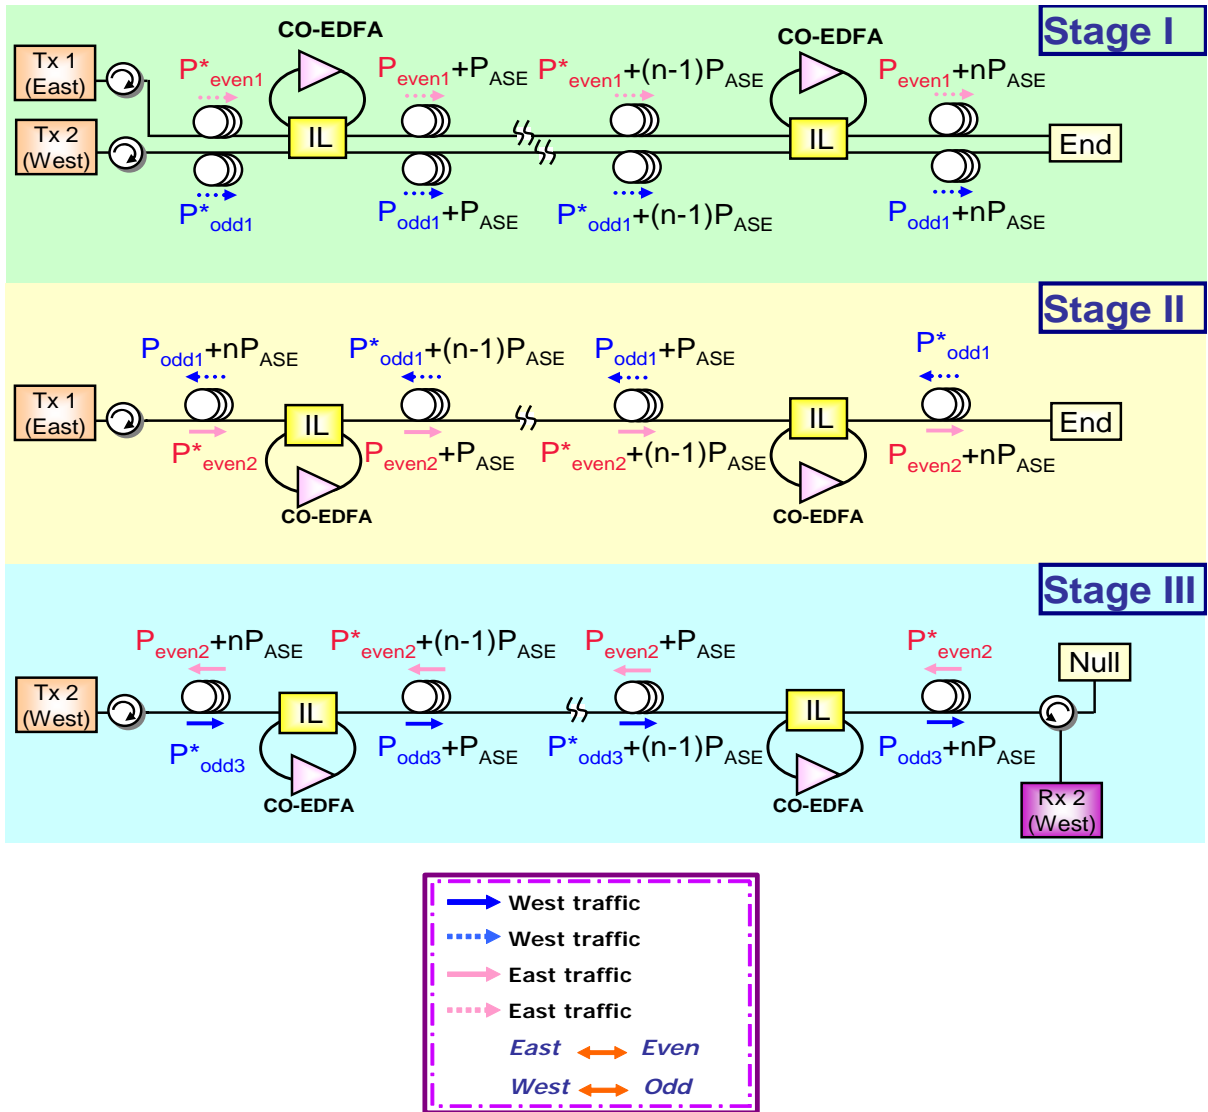 Stage I
CO-EDFA
CO-EDFA
Tx 1
(East)
P*even1
Peven1+PASE
P*even1+(n-1)PASE
Peven1+nPASE
Tx 2
(West)
IL
IL
End
P*odd1
Podd1+PASE
P*odd1+(n-1)PASE
Podd1+nPASE
Stage II
Podd1+nPASE
P*odd1+(n-1)PASE
Podd1+PASE
P*odd1
Tx 1
(East)
IL
IL
End
P*even2
Peven2+PASE
P*even2+(n-1)PASE
Peven2+nPASE
CO-EDFA
CO-EDFA
Stage III
Peven2+nPASE
P*even2+(n-1)PASE
Peven2+PASE
P*even2
Null
Tx 2
(West)
IL
IL
P*odd3
Podd3+PASE
P*odd3+(n-1)PASE
Podd3+nPASE
CO-EDFA
CO-EDFA
Rx 2
(West)
West traffic
West traffic
East traffic
East traffic
East Even
West Odd